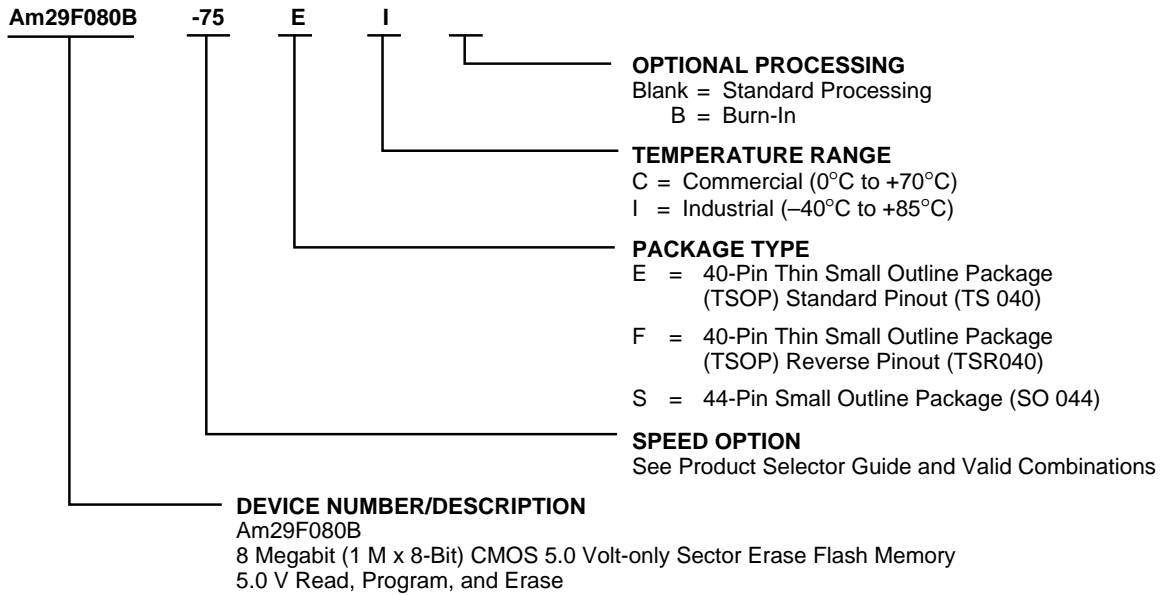 Am29F080B -75 E I
OPTIONAL PROCESSING
Blank = Standard Processing
B = Burn-In
TEMPERATURE RANGE
C = Commercial (0°C to +70°C)
I = Industrial (–40°C to +85°C)
PACKAGE TYPE
E = 40-Pin Thin Small Outline Package
(TSOP) Standard Pinout (TS 040)
F = 40-Pin Thin Small Outline Package
(TSOP) Reverse Pinout (TSR040)
S = 44-Pin Small Outline Package (SO 044)
SPEED OPTION
See Product Selector Guide and Valid Combinations
DEVICE NUMBER/DESCRIPTION
Am29F080B
8 Megabit (1 M x 8-Bit) CMOS 5.0 Volt-only Sector Erase Flash Memory
5.0 V Read, Program, and Erase